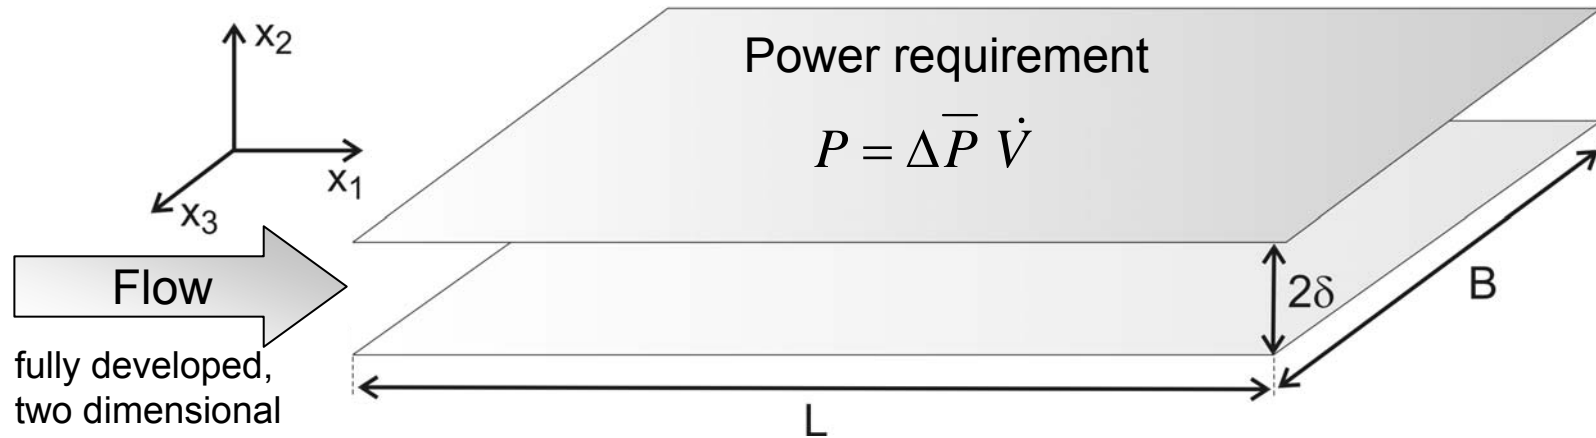 x₂
x₁
x₃
Power requirement
P = ΔP̅ V̇
Flow
fully developed,
two dimensional
2δ
B
L